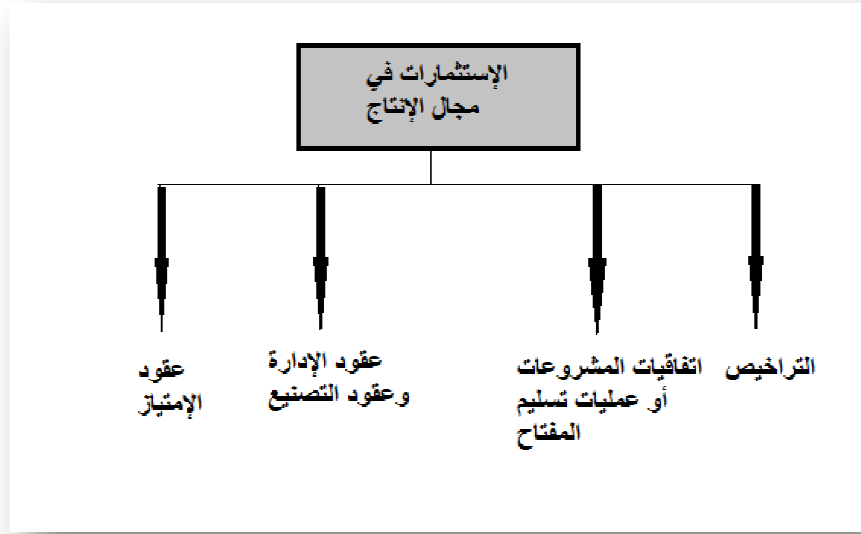 الإستثمارات في
مجال الإنتاج
التراخيص
اتفاقيات المشروعات
أو عمليات تسليم
المفتاح
عقود الإدارة
وعقود التصنيع
عقود
الإمتياز